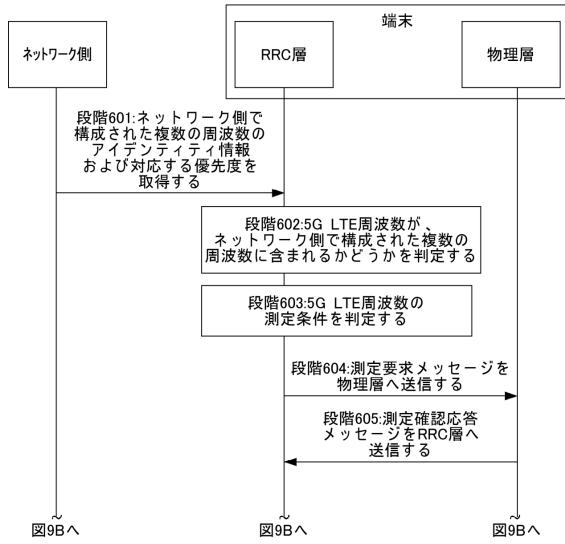 端末
ネットワーク側
RRC層
物理層
段階601:ネットワーク側で
構成された複数の周波数の
アイデンティティ情報
および対応する優先度を
取得する
段階602:5G LTE周波数が、
ネットワーク側で構成された複数の
周波数に含まれるかどうかを判定する
段階603:5G LTE周波数の
測定条件を判定する
段階604:測定要求メッセージを
物理層へ送信する
段階605:測定確認応答
メッセージをRRC層へ
送信する
図9Bへ
図9Bへ
図9Bへ